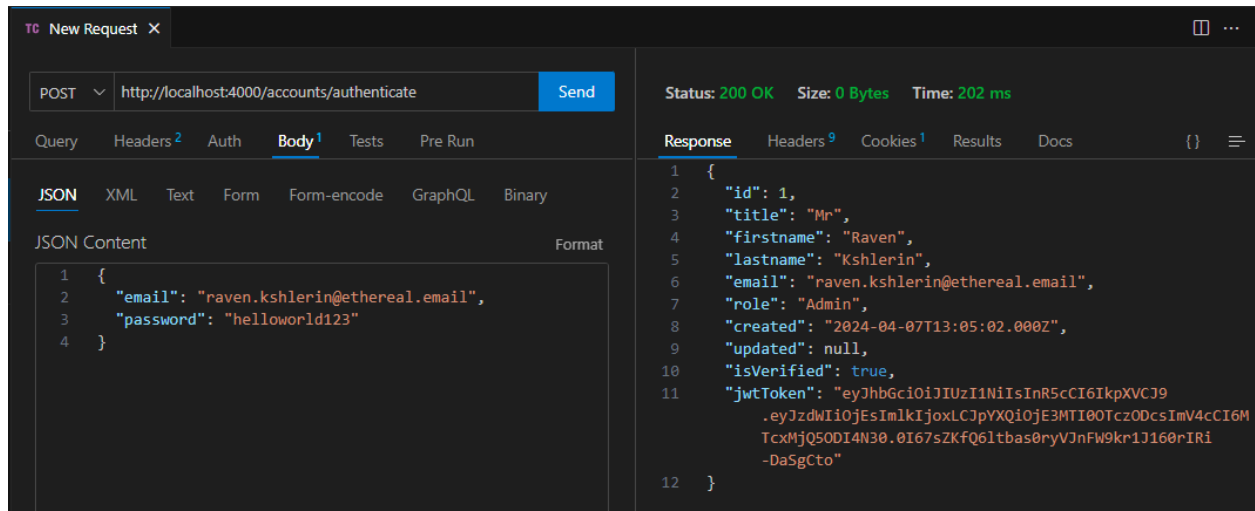 TC New Request ×
POST http://localhost:4000/accounts/authenticate Send
Query Headers 2 Auth Body 1 Tests Pre Run
JSON XML Text Form Form-encode GraphQL Binary
JSON Content Format
1 {
2 "email": "raven.kshlerin@ethereal.email",
3 "password": "helloworld123"
4 }
Status: 200 OK Size: 0 Bytes Time: 202 ms
Response Headers 9 Cookies 1 Results Docs {}
1 {
2 "id": 1,
3 "title": "Mr",
4 "firstname": "Raven",
5 "lastname": "Kshlerin",
6 "email": "raven.kshlerin@ethereal.email",
7 "role": "Admin",
8 "created": "2024-04-07T13:05:02.000Z",
9 "updated": null,
10 "isVerified": true,
11 "jwtToken": "eyJhbGciOiJIUzI1NiIsInR5cCI6IkpXVCJ9
.eyJzdWIiOjEsImlkIjoxLCJpYXQiOjE3MTI0OTczODcsImV4cCI6M
TcxMjQ5ODI4N30.0I67sZKfQ6ltbas0ryVJnFW9kr1J160rIRi
-DaSgCto"
12 }